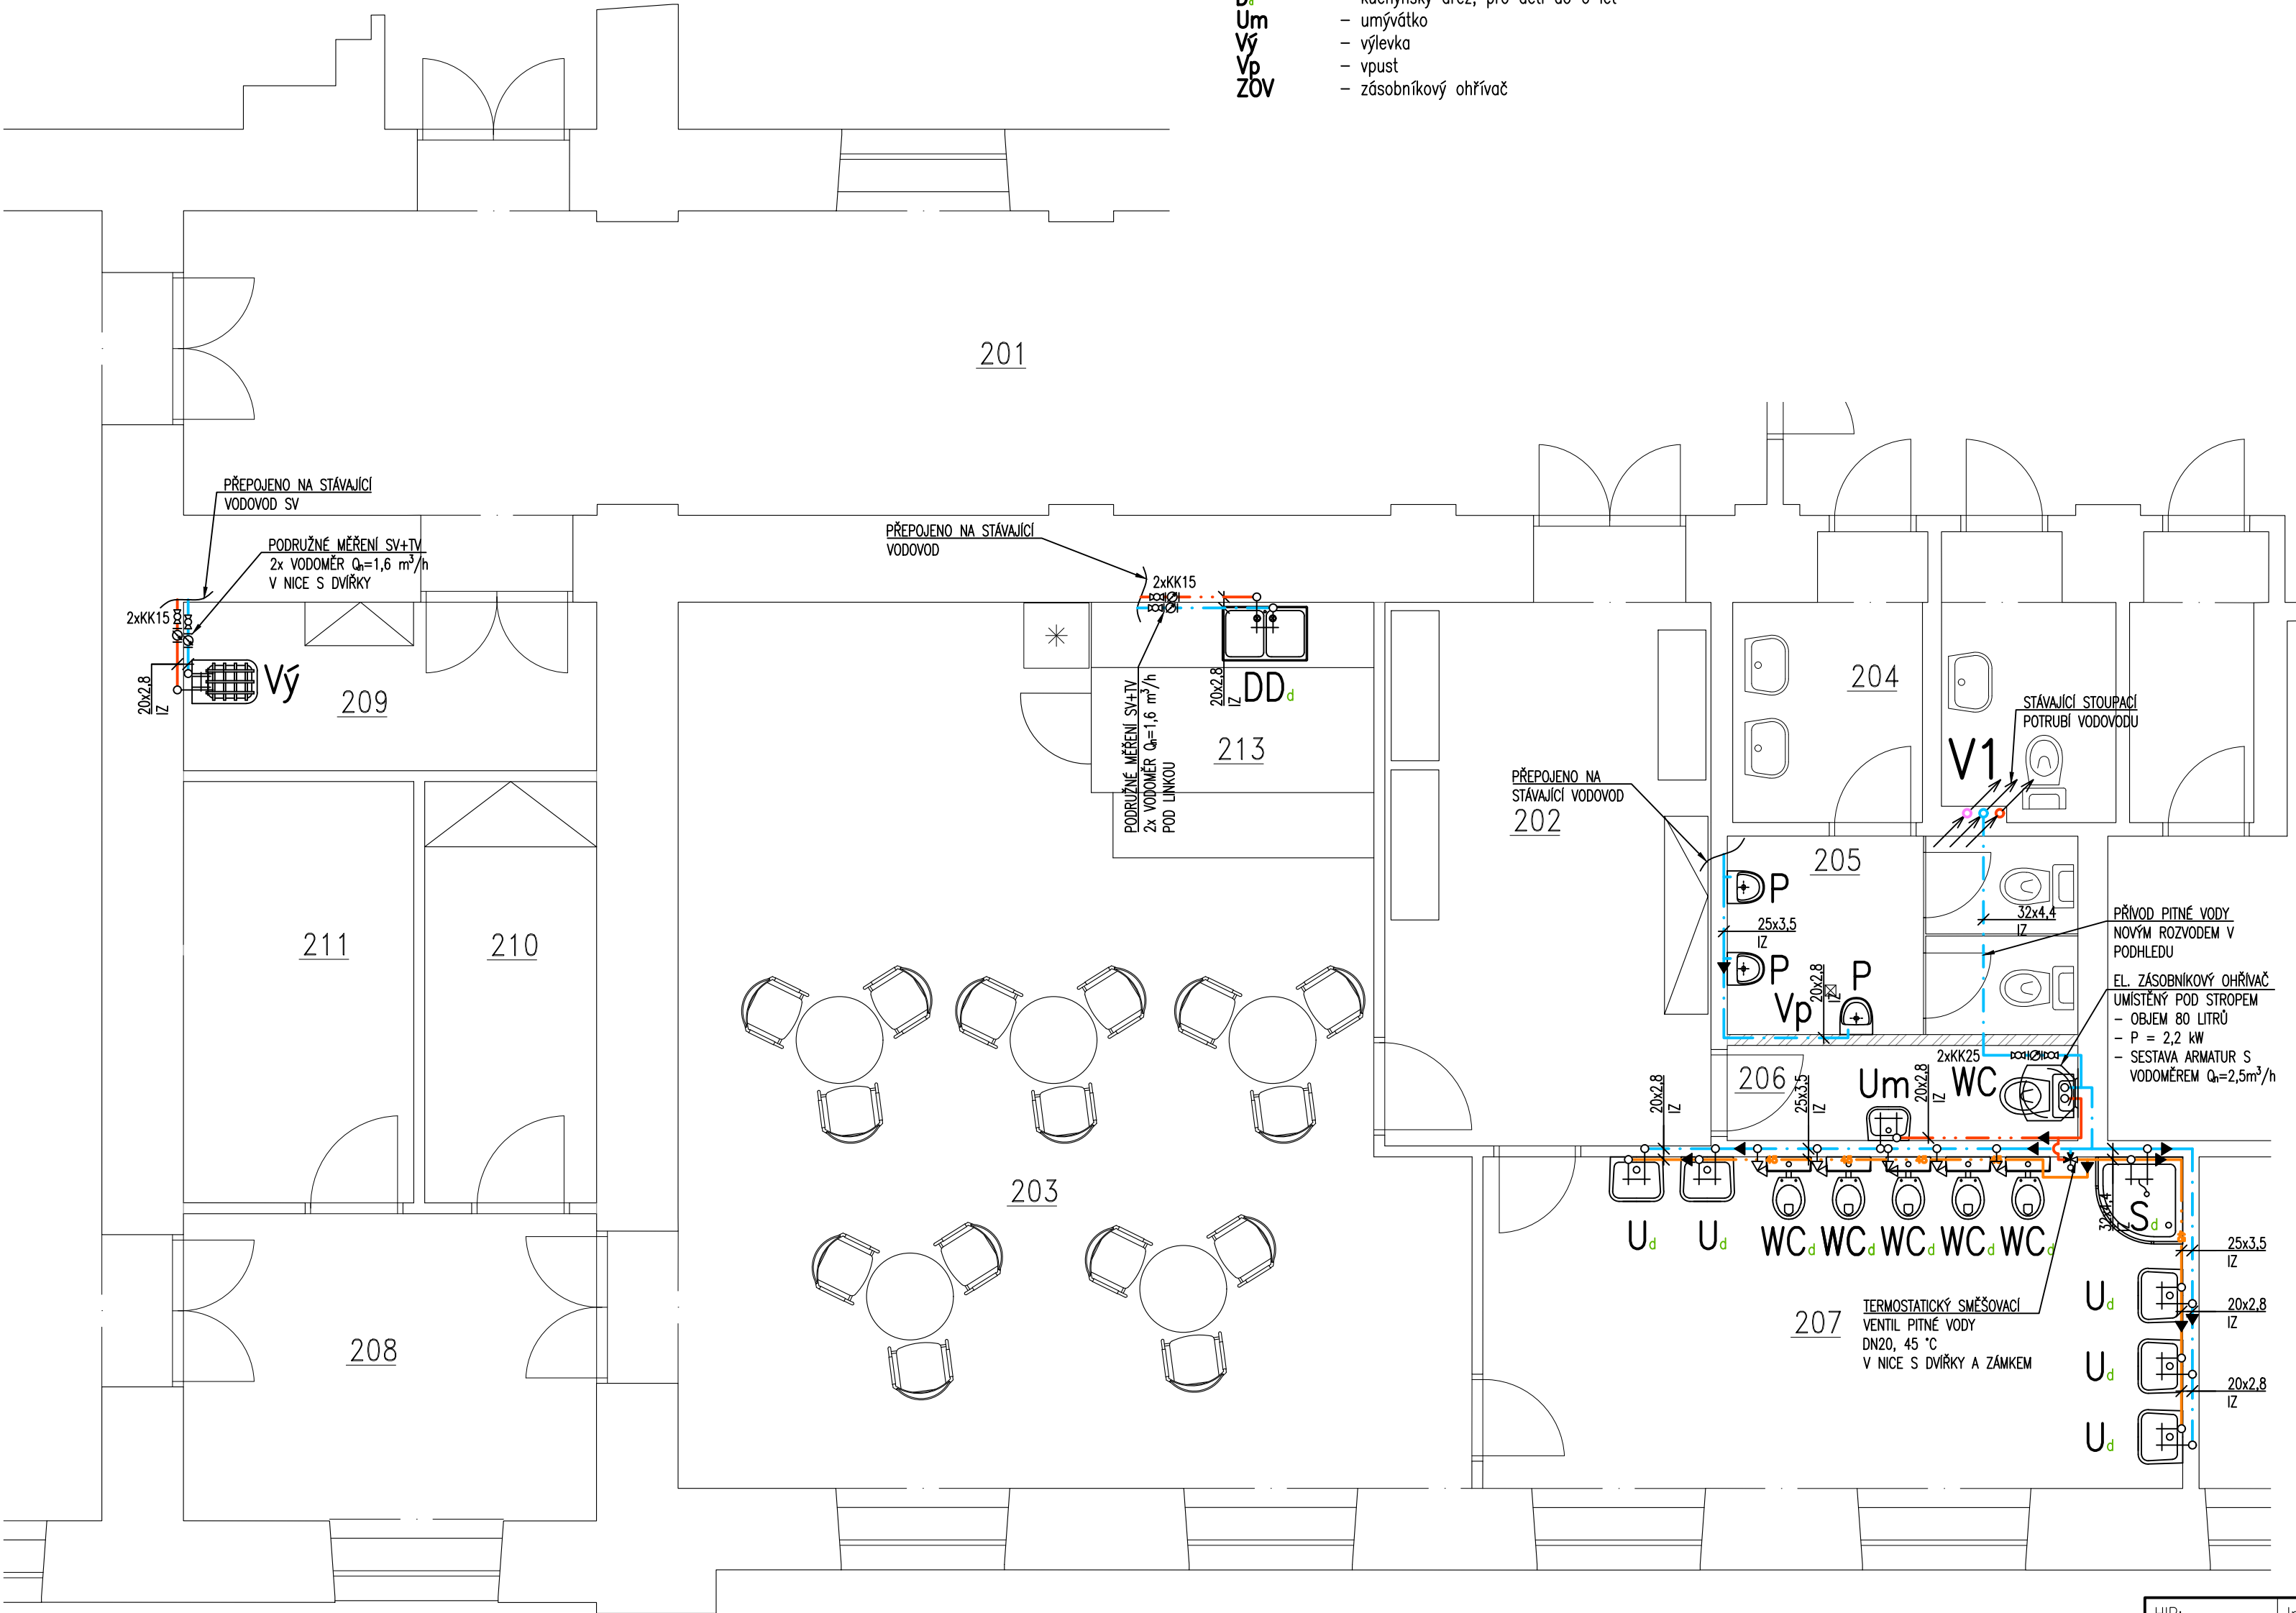 Um – umývátko
Vý – výlevka
Vp – vpust
ZOV – zásobníkový ohřívač
201
PŘEPOJENO NA STÁVAJÍCÍ
VODOVOD SV
PODRUŽNÉ MĚŘENÍ SV+TV
2x VODOMĚR Qn=1,6 m³/h
V NICE S DVÍŘKY
2xKK15
20x2,8
IZ
Vý
209
PŘEPOJENO NA STÁVAJÍCÍ
VODOVOD
2xKK15
20x2,8
IZ
DDd
213
PODRUŽNÉ MĚŘENÍ SV+TV
2x VODOMĚR Qn=1,6 m³/h
POD LINKOU
204
STÁVAJÍCÍ STOUPACÍ
POTRUBÍ VODOVODU
V1
PŘEPOJENO NA
STÁVAJÍCÍ VODOVOD
202
205
P
25x3,5
IZ
P
P
Vp
20x2,8
IZ
32x4,4
IZ
PŘÍVOD PITNÉ VODY
NOVÝM ROZVODEM V
PODHLEDU
EL. ZÁSOBNÍKOVÝ OHŘÍVAČ
UMÍSTĚNÝ POD STROPEM
– OBJEM 80 LITRŮ
– P = 2,2 kW
– SESTAVA ARMATUR S
VODOMĚREM Qn=2,5m³/h
211
210
2xKK25
206
Um
WC
20x2,8
IZ
25x3,5
IZ
20x2,8
IZ
203
Ud
Ud
WCd
WCd
WCd
WCd
WCd
32x4,4
IZ
Sd
25x3,5
IZ
Ud
20x2,8
IZ
207
TERMOSTATICKÝ SMĚŠOVACÍ
VENTIL PITNÉ VODY
DN20, 45 °C
V NICE S DVÍŘKY A ZÁMKEM
208
Ud
20x2,8
IZ
Ud